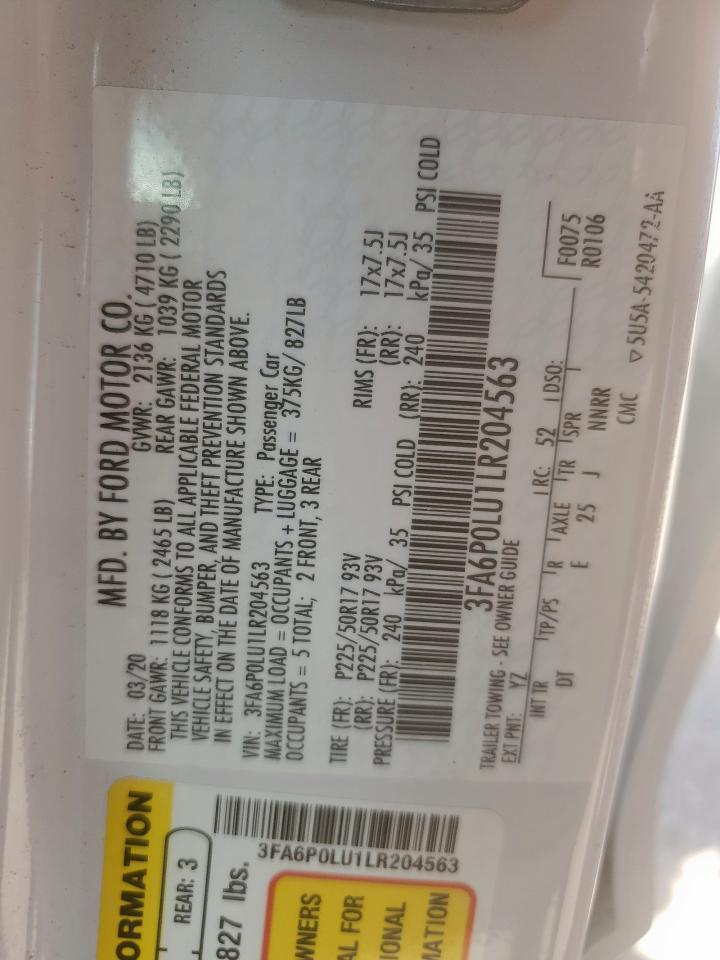 MFD. BY FORD MOTOR CO.
DATE: 03/20 GVWR: 2136 KG ( 4710 LB)
FRONT GAWR: 1118 KG ( 2465 LB) REAR GAWR: 1039 KG ( 2290 LB)
THIS VEHICLE CONFORMS TO ALL APPLICABLE FEDERAL MOTOR
VEHICLE SAFETY, BUMPER, AND THEFT PREVENTION STANDARDS
IN EFFECT ON THE DATE OF MANUFACTURE SHOWN ABOVE.
VIN: 3FA6P0LU1LR204563 TYPE: Passenger Car
MAXIMUM LOAD = OCCUPANTS + LUGGAGE = 375KG/ 827LB
OCCUPANTS = 5 TOTAL; 2 FRONT, 3 REAR
TIRE (FR): P225/50R17 93V RIMS (FR): 17x7.5J
(RR): P225/50R17 93V (RR): 17x7.5J
PRESSURE (FR): 240 kPa/ 35 PSI COLD (RR): 240 kPa/ 35 PSI COLD
3FA6P0LU1LR204563
TRAILER TOWING - SEE OWNER GUIDE
EXT PNT: YZ RC: 52 DSO: F0075
INT TR TP/PS R AXLE TR SPR R0106
DT E 25 J NNRR
CMC ▽5U5A-5420472-AA
ORMATION
REAR: 3
827 lbs.
3FA6P0LU1LR204563
WNERS
AL FOR
IONAL
MATION